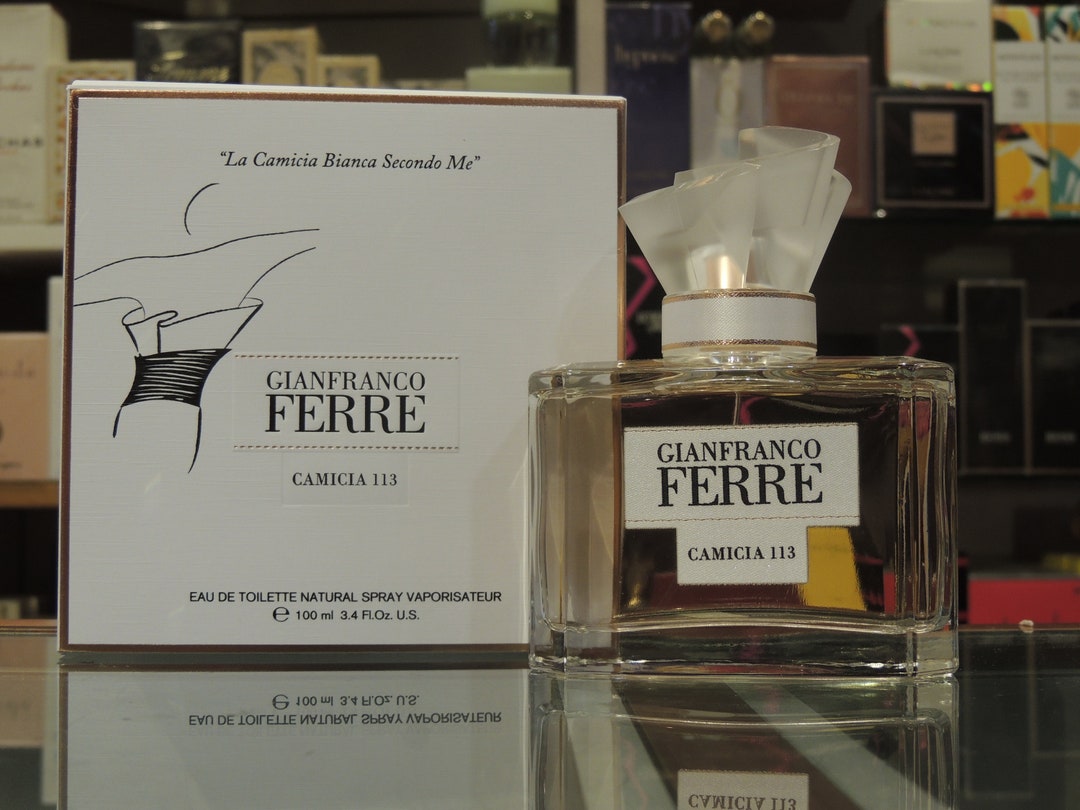 “La Camicia Bianca Secondo Me”
GIANFRANCO
FERRE
CAMICIA 113
EAU DE TOILETTE NATURAL SPRAY VAPORISATEUR
℮ 100 ml 3.4 Fl.Oz. U.S.
GIANFRANCO
FERRE
CAMICIA 113